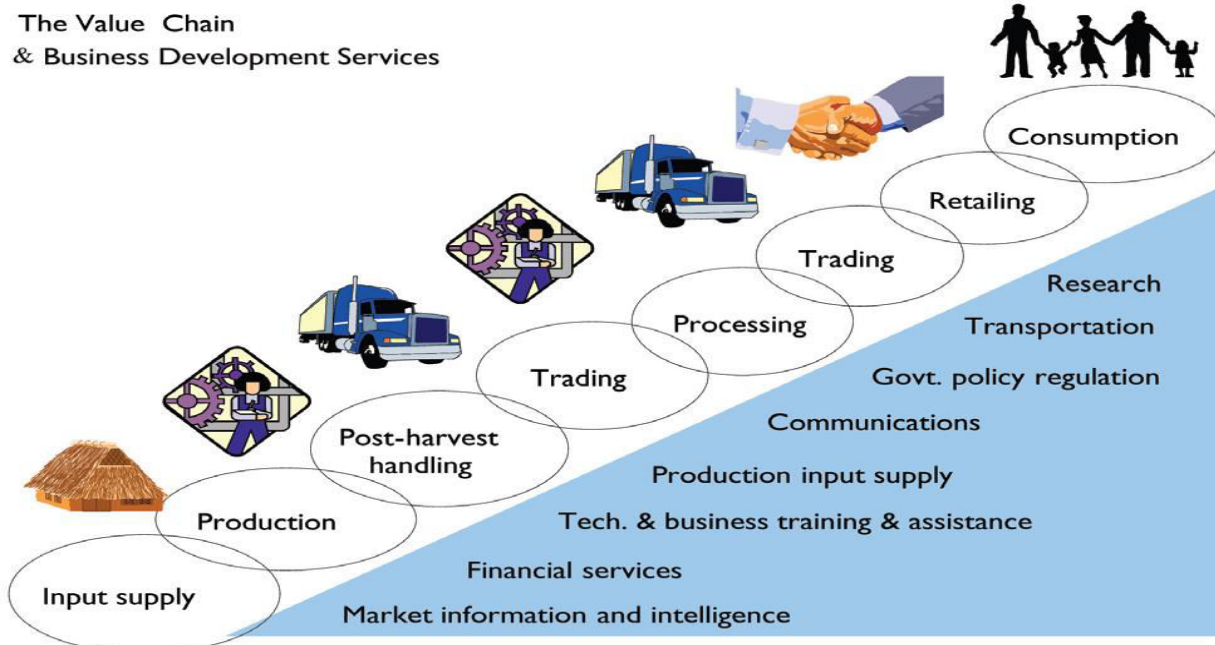 The Value Chain
& Business Development Services
Consumption
Retailing
Trading
Processing
Trading
Post-harvest
handling
Production
Input supply
Research
Transportation
Govt. policy regulation
Communications
Production input supply
Tech. & business training & assistance
Financial services
Market information and intelligence